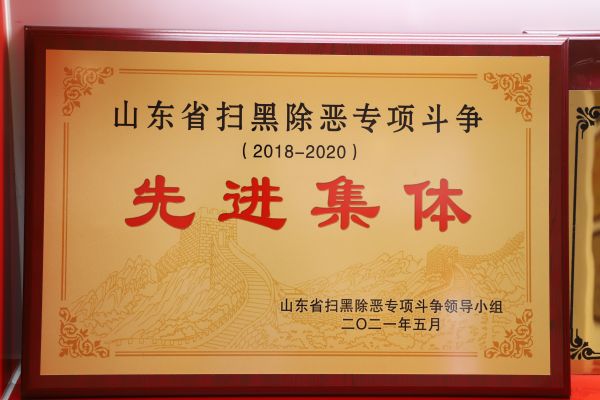 山东省扫黑除恶专项斗争
（2018-2020）
先进集体
山东省扫黑除恶专项斗争领导小组
二〇二一年五月